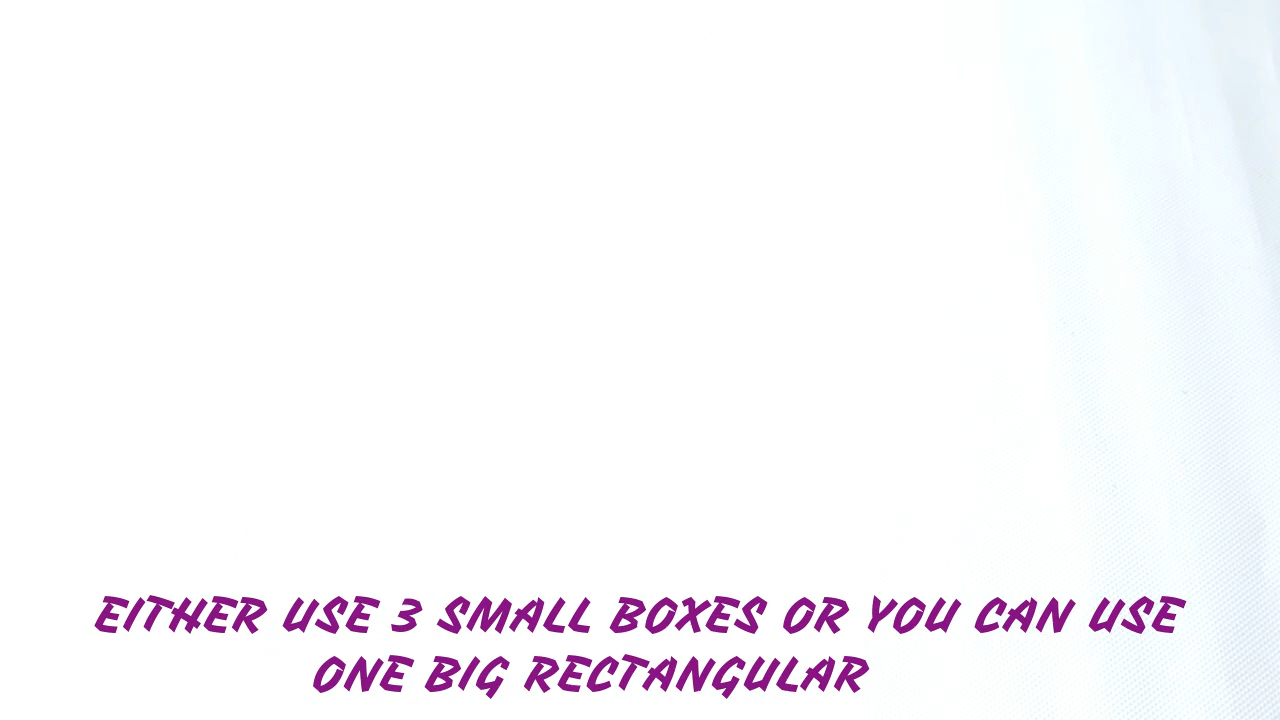 EITHER USE 3 SMALL BOXES OR YOU CAN USE
ONE BIG RECTANGULAR